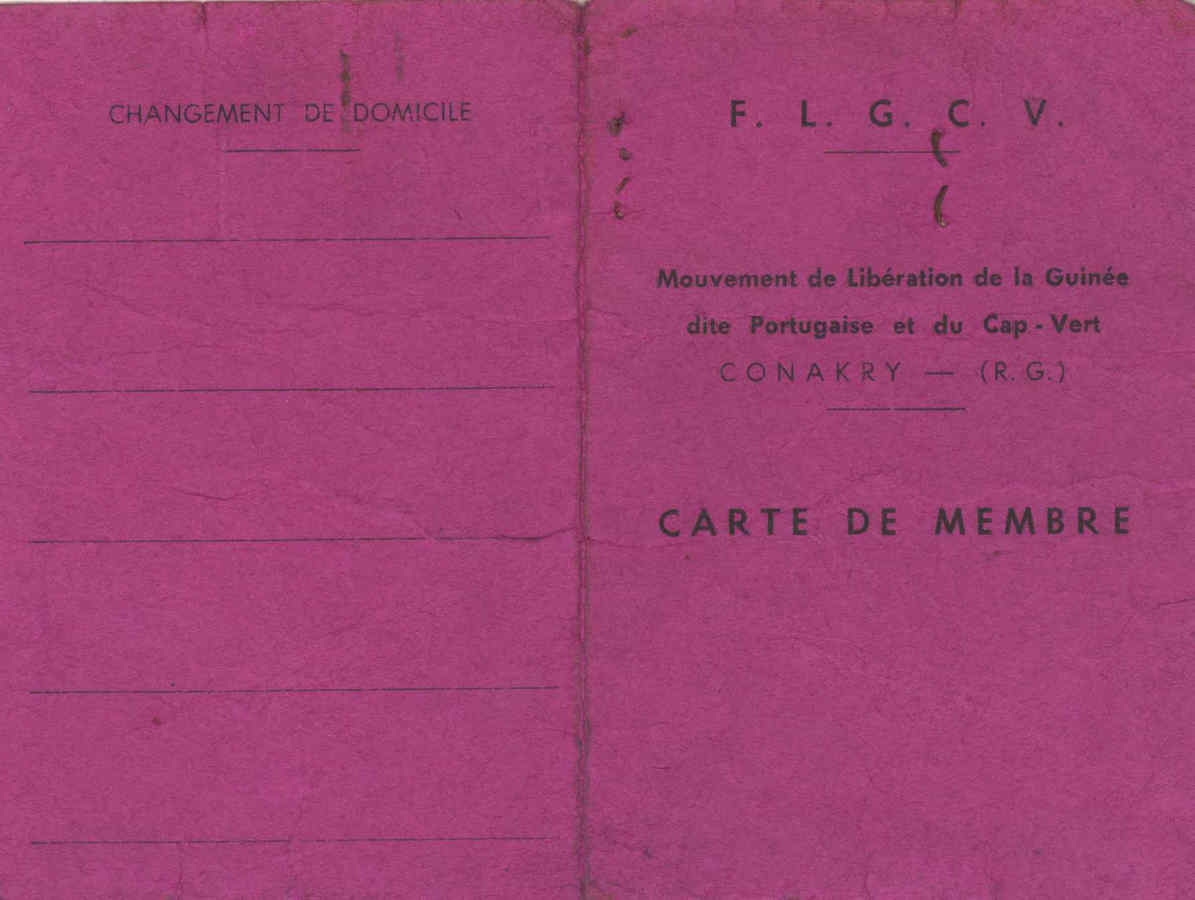 CHANGEMENT DE DOMICILE
F. L. G. C. V.
Mouvement de Libération de la Guinée
dite Portugaise et du Cap - Vert
CONAKRY — (R. G.)
CARTE DE MEMBRE